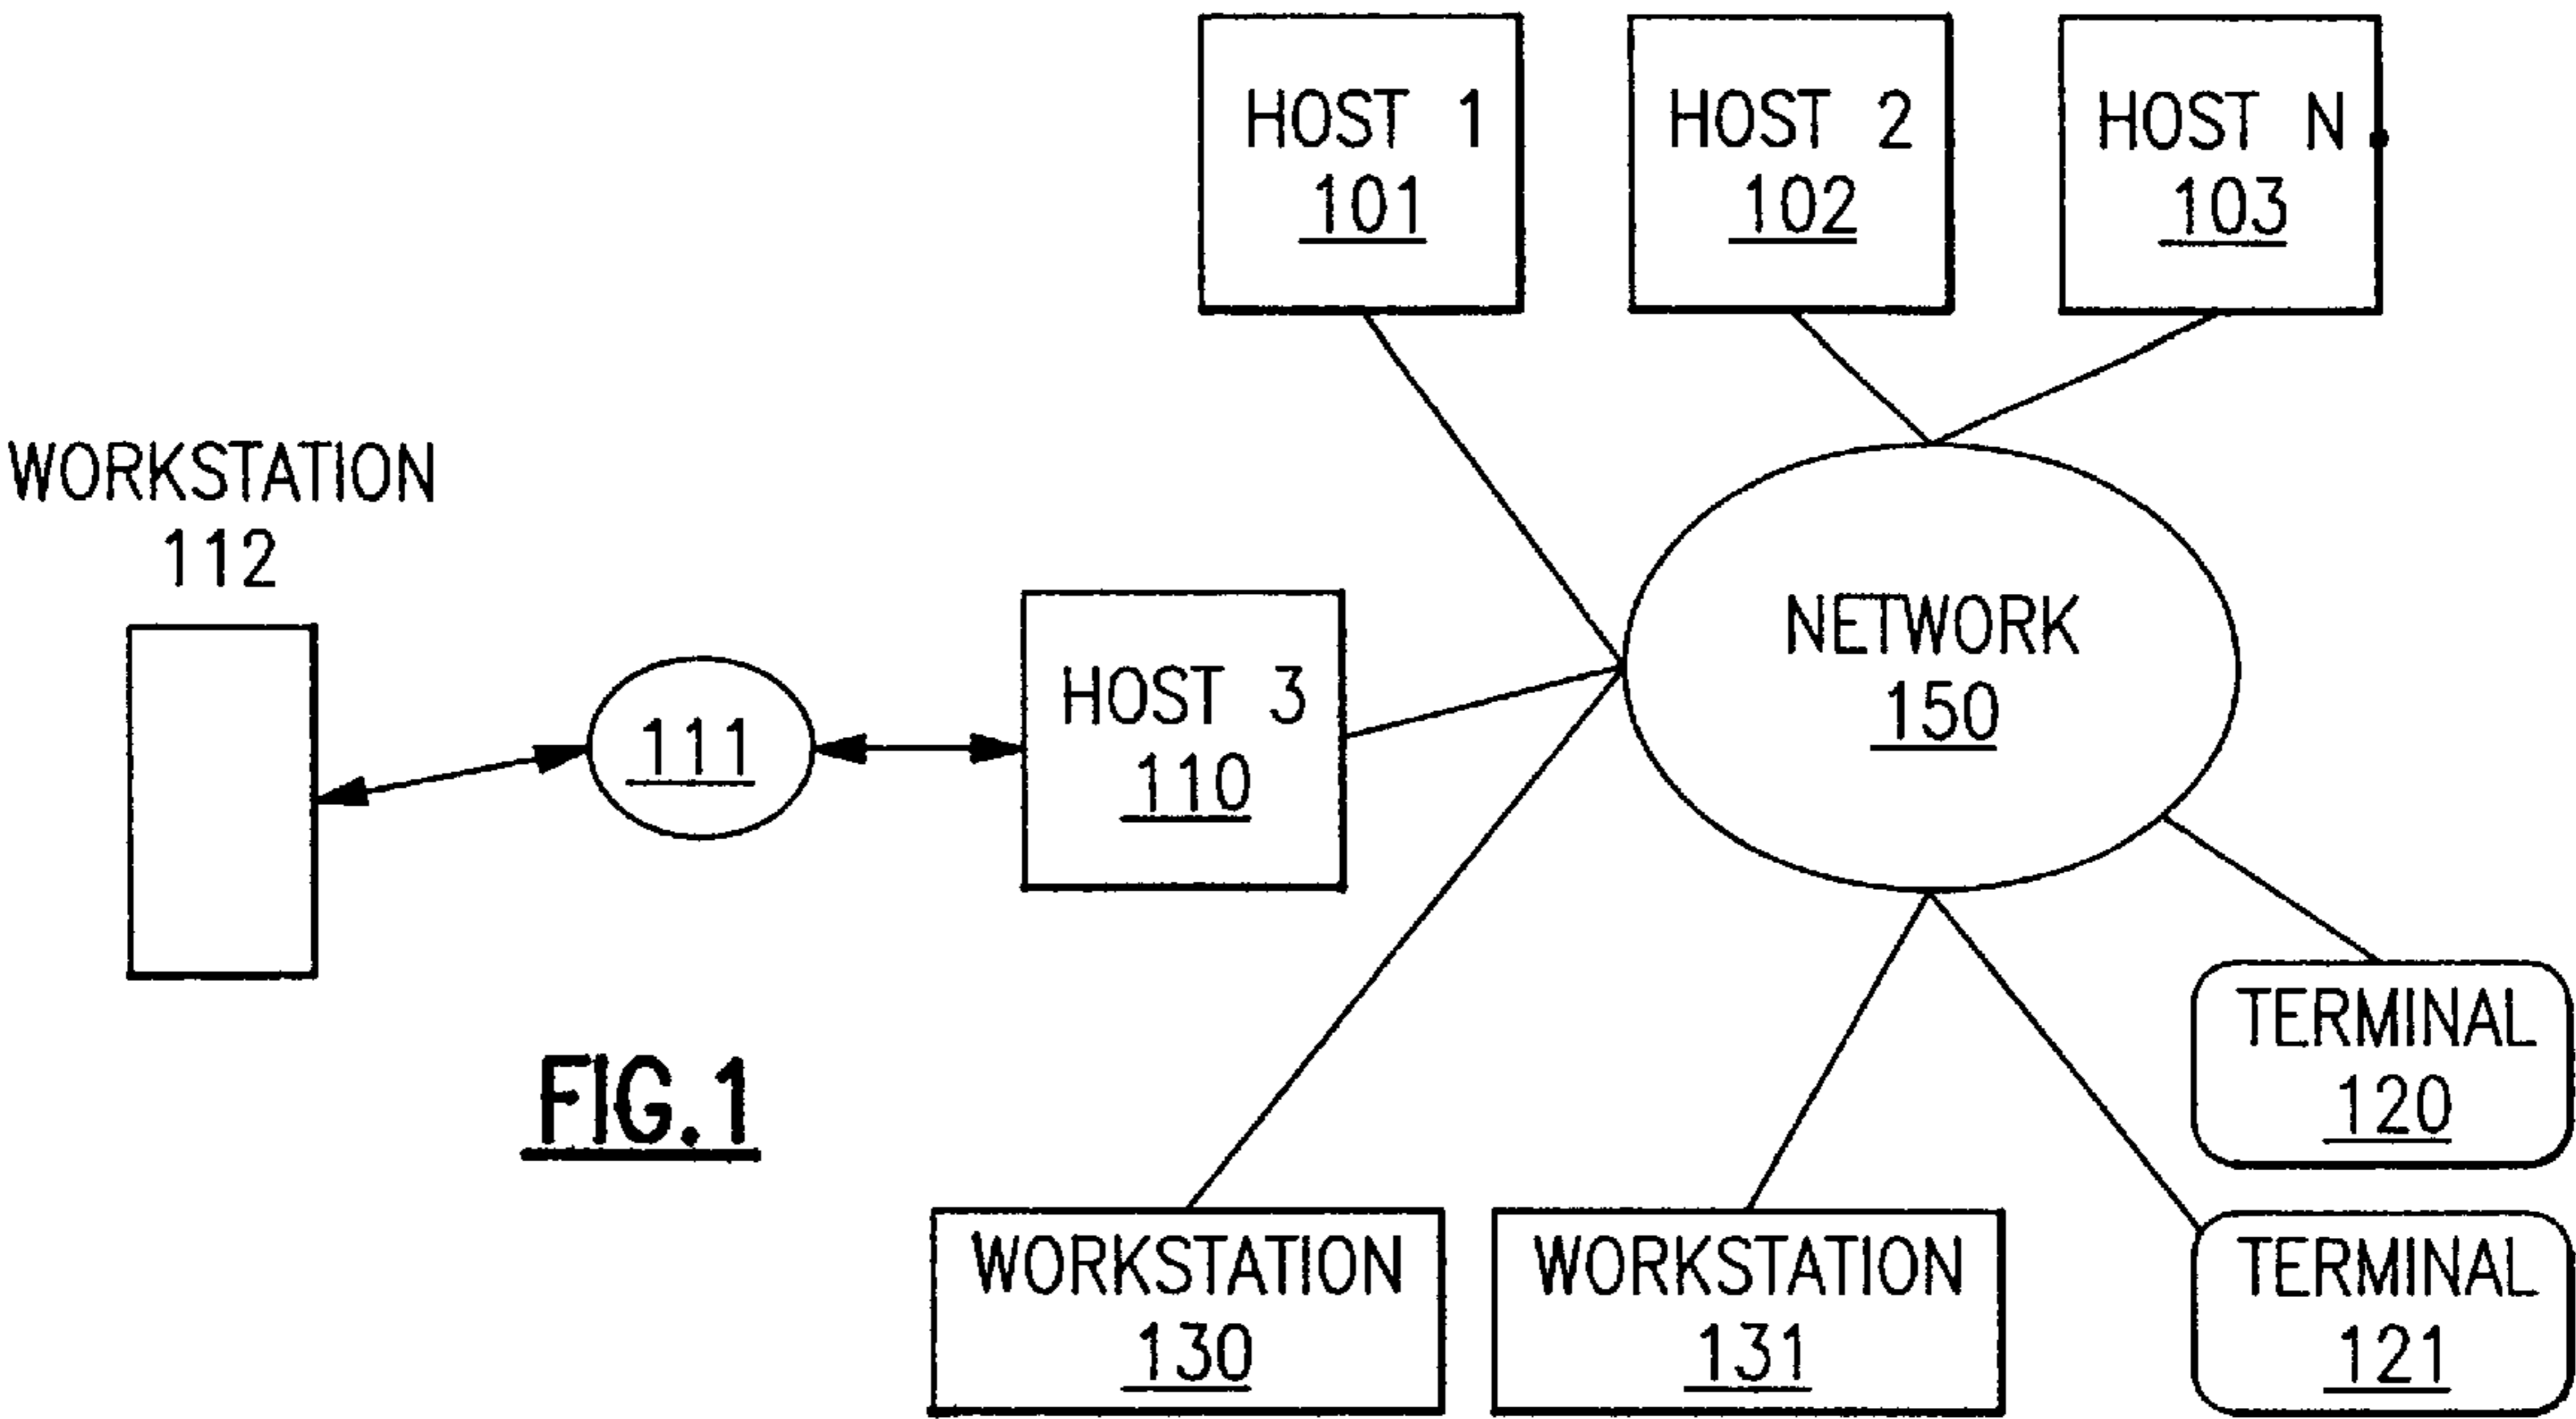 HOST 1
101
HOST 2
102
HOST N
103
WORKSTATION
112
NETWORK
150
HOST 3
110
111
TERMINAL
120
FIG.1
WORKSTATION
130
WORKSTATION
131
TERMINAL
121